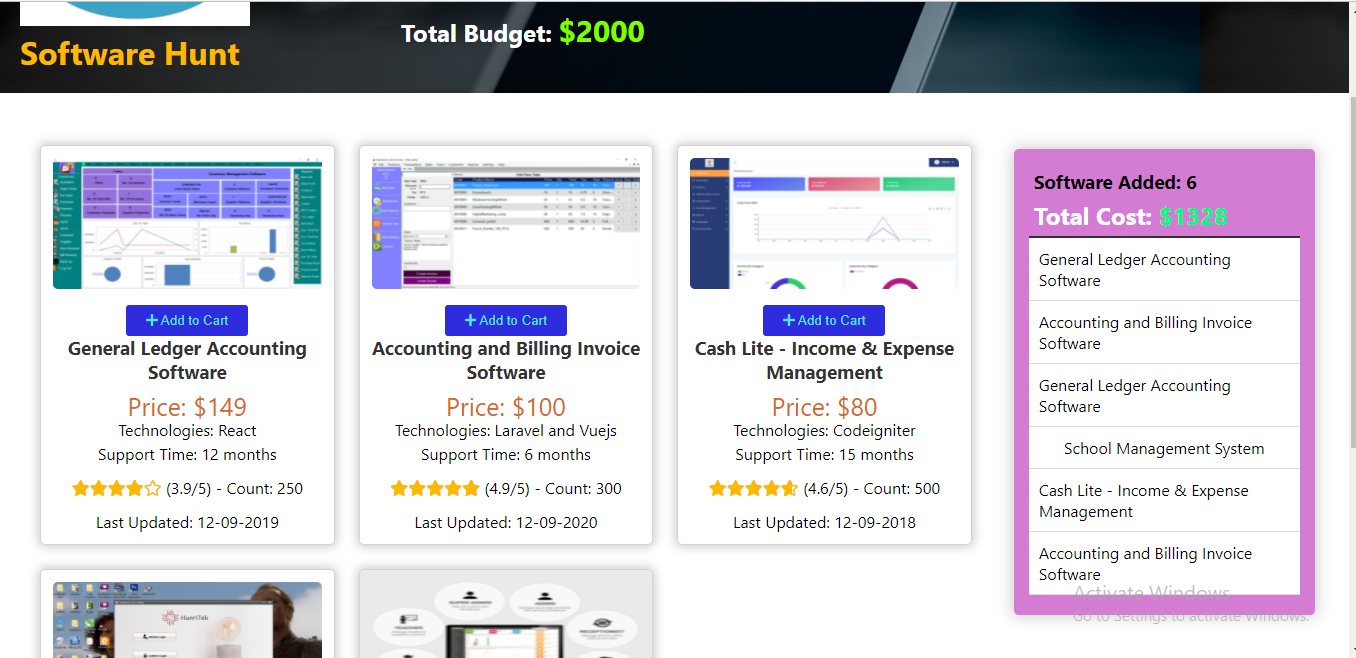 Software Hunt
Total Budget: $2000
+ Add to Cart
General Ledger Accounting
Software
Price: $149
Technologies: React
Support Time: 12 months
(3.9/5) - Count: 250
Last Updated: 12-09-2019
+ Add to Cart
Accounting and Billing Invoice
Software
Price: $100
Technologies: Laravel and Vuejs
Support Time: 6 months
(4.9/5) - Count: 300
Last Updated: 12-09-2020
+ Add to Cart
Cash Lite - Income & Expense
Management
Price: $80
Technologies: Codeigniter
Support Time: 15 months
(4.6/5) - Count: 500
Last Updated: 12-09-2018
HunriTek
SUPER ADMIN
ADMIN
TEACHER
RECEPTIONIST
Software Added: 6
Total Cost: $1328
General Ledger Accounting
Software
Accounting and Billing Invoice
Software
General Ledger Accounting
Software
School Management System
Cash Lite - Income & Expense
Management
Accounting and Billing Invoice
Software
Activate Windows
Go to Settings to activate Windows.